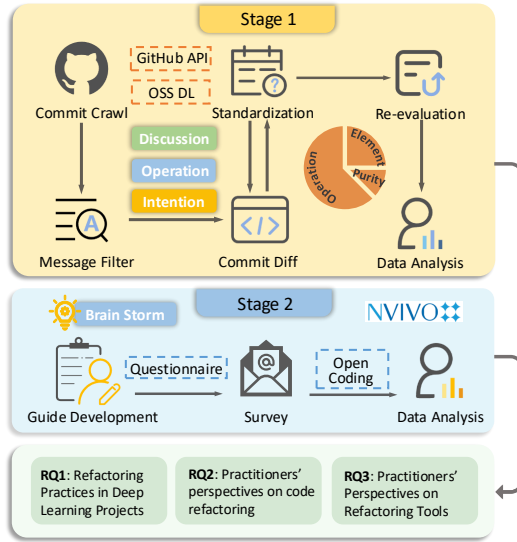 Stage 1
GitHub API
OSS DL
Commit Crawl
Standardization
Re-evaluation
Discussion
Operation
Intention
Operation
Element
Purity
A
?
</>
Message Filter
Commit Diff
Data Analysis
Stage 2
Brain Storm
NVIVO
@
Questionnaire
Open
Coding
Guide Development
Survey
Data Analysis
RQ1: Refactoring
Practices in Deep
Learning Projects
RQ2: Practitioners'
perspectives on code
refactoring
RQ3: Practitioners'
Perspectives on
Refactoring Tools